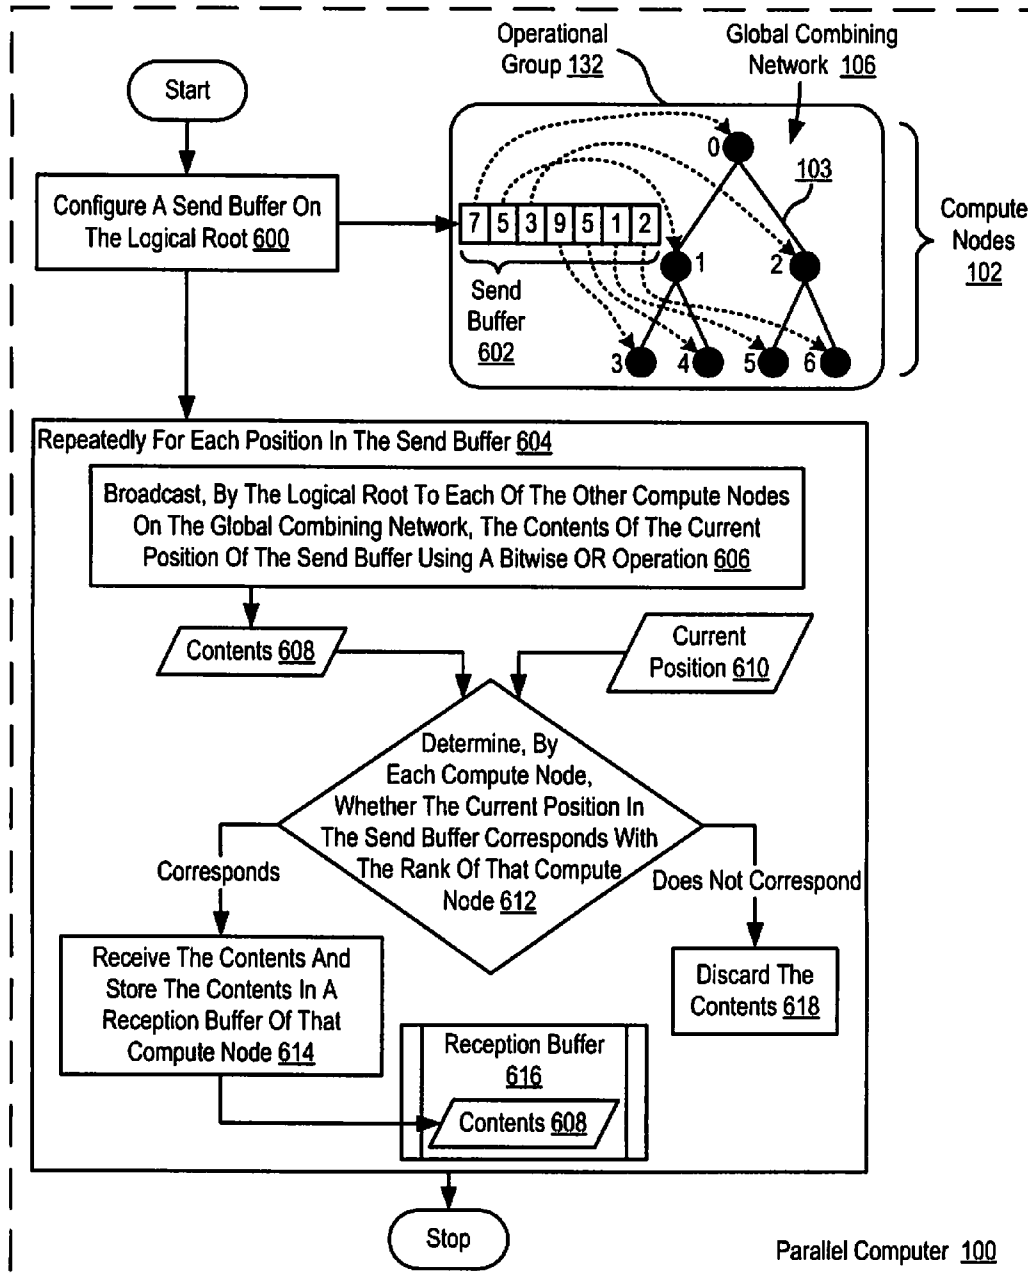 Operational
Group 132
Global Combining
Network 106
Start
0
103
Configure A Send Buffer On
The Logical Root 600
7 5 3 9 5 1 2
Compute
Nodes
102
1
2
Send
Buffer
602
3
4
5
6
Repeatedly For Each Position In The Send Buffer 604
Broadcast, By The Logical Root To Each Of The Other Compute Nodes
On The Global Combining Network, The Contents Of The Current
Position Of The Send Buffer Using A Bitwise OR Operation 606
Contents 608
Current
Position 610
Determine, By
Each Compute Node,
Whether The Current Position In
The Send Buffer Corresponds With
The Rank Of That Compute
Node 612
Corresponds
Does Not Correspond
Receive The Contents And
Store The Contents In A
Reception Buffer Of That
Compute Node 614
Discard The
Contents 618
Reception Buffer
616
Contents 608
Stop
Parallel Computer 100